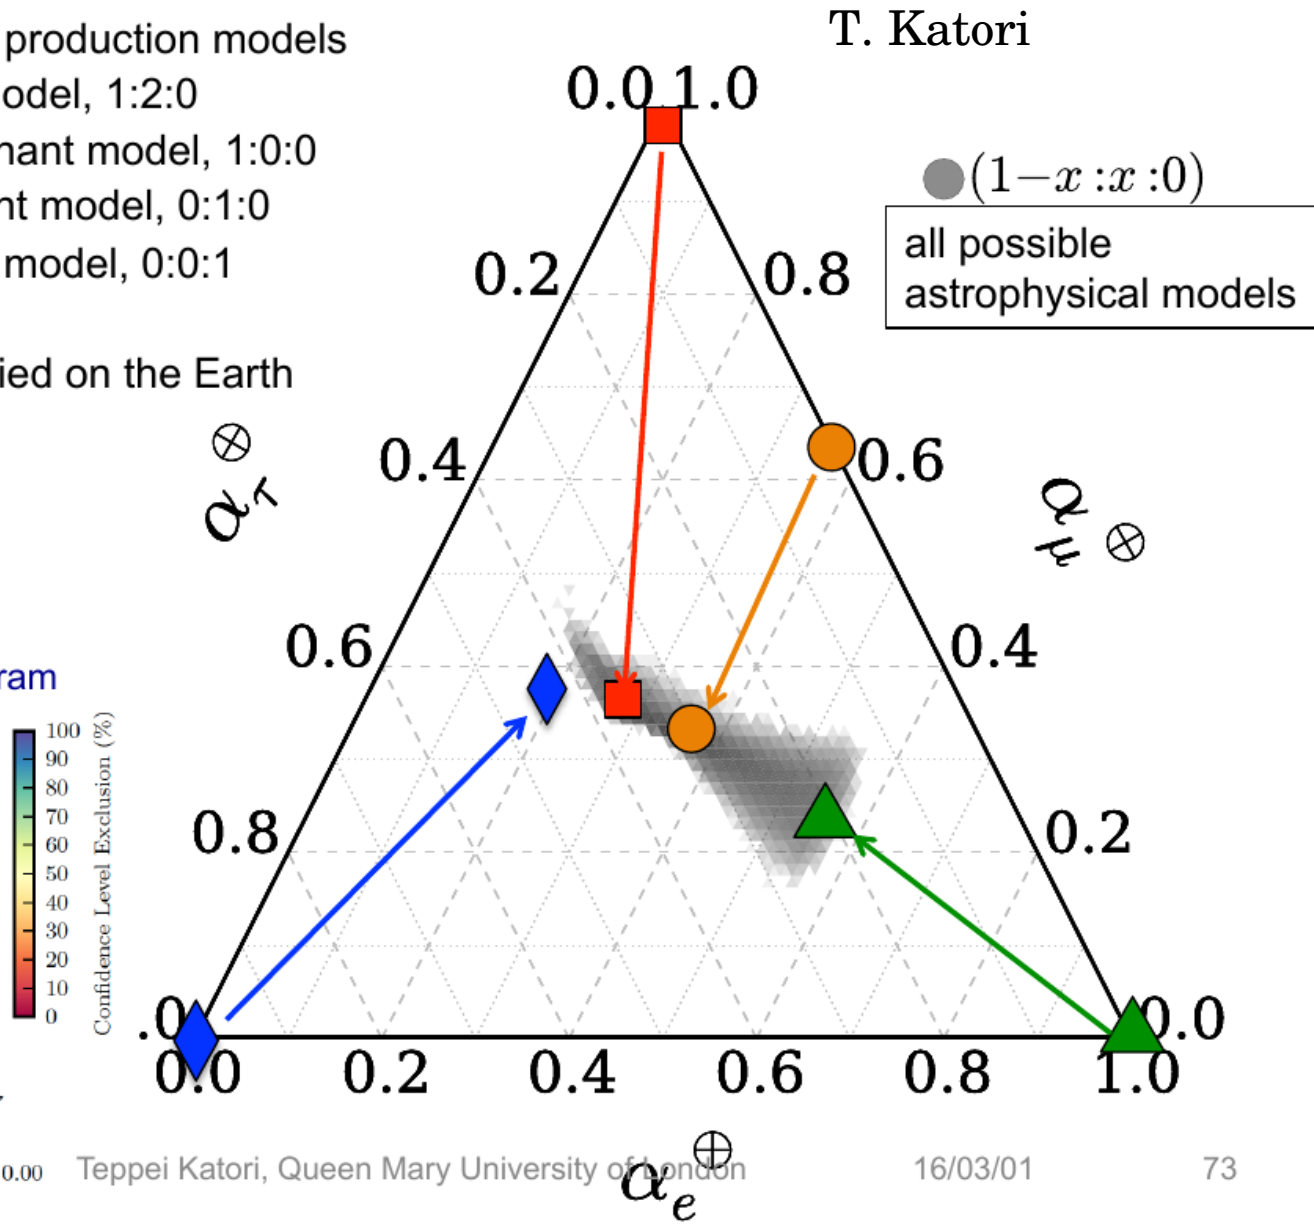 T. Katori
production models
odel, 1:2:0
nant model, 1:0:0
nt model, 0:1:0
model, 0:0:1
ied on the Earth
ram
(1−x :x :0)
all possible
astrophysical models
0.0 1.0
0.2 0.8
0.4 0.6
0.6 0.4
0.8 0.2
.0 0.0
0.0 0.2 0.4 0.6 0.8 1.0
α_τ ⊗
α_μ ⊗
α_e ⊕
100
90
80
70
60
50
40
30
20
10
0
Confidence Level Exclusion (%)
0.00
Teppei Katori, Queen Mary University of London 16/03/01 73